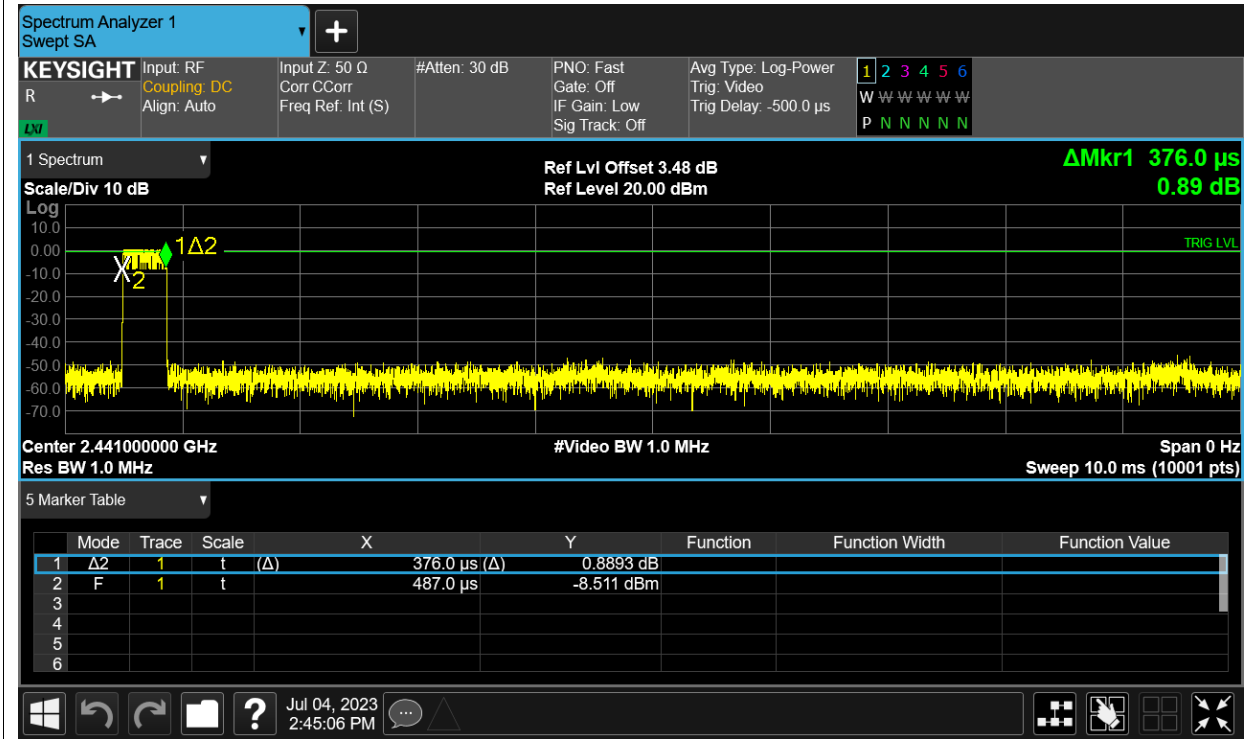 Spectrum Analyzer 1
Swept SA
KEYSIGHT
R
LXI
Input: RF
Coupling: DC
Align: Auto
Input Z: 50 Ω
Corr CCorr
Freq Ref: Int (S)
#Atten: 30 dB
PNO: Fast
Gate: Off
IF Gain: Low
Sig Track: Off
Avg Type: Log-Power
Trig: Video
Trig Delay: -500.0 µs
1 2 3 4 5 6
W W W W W W
P N N N N N
1 Spectrum
Scale/Div 10 dB
Ref Lvl Offset 3.48 dB
Ref Level 20.00 dBm
ΔMkr1 376.0 µs
0.89 dB
Log
10.0
0.00
-10.0
-20.0
-30.0
-40.0
-50.0
-60.0
-70.0
1Δ2
X2
TRIG LVL
Center 2.441000000 GHz
#Video BW 1.0 MHz
Span 0 Hz
Res BW 1.0 MHz
Sweep 10.0 ms (10001 pts)
5 Marker Table
Mode Trace Scale X Y Function Function Width Function Value
1 Δ2 1 t (Δ) 376.0 µs (Δ) 0.8893 dB
2 F 1 t 487.0 µs -8.511 dBm
3
4
5
6
?
Jul 04, 2023
2:45:06 PM